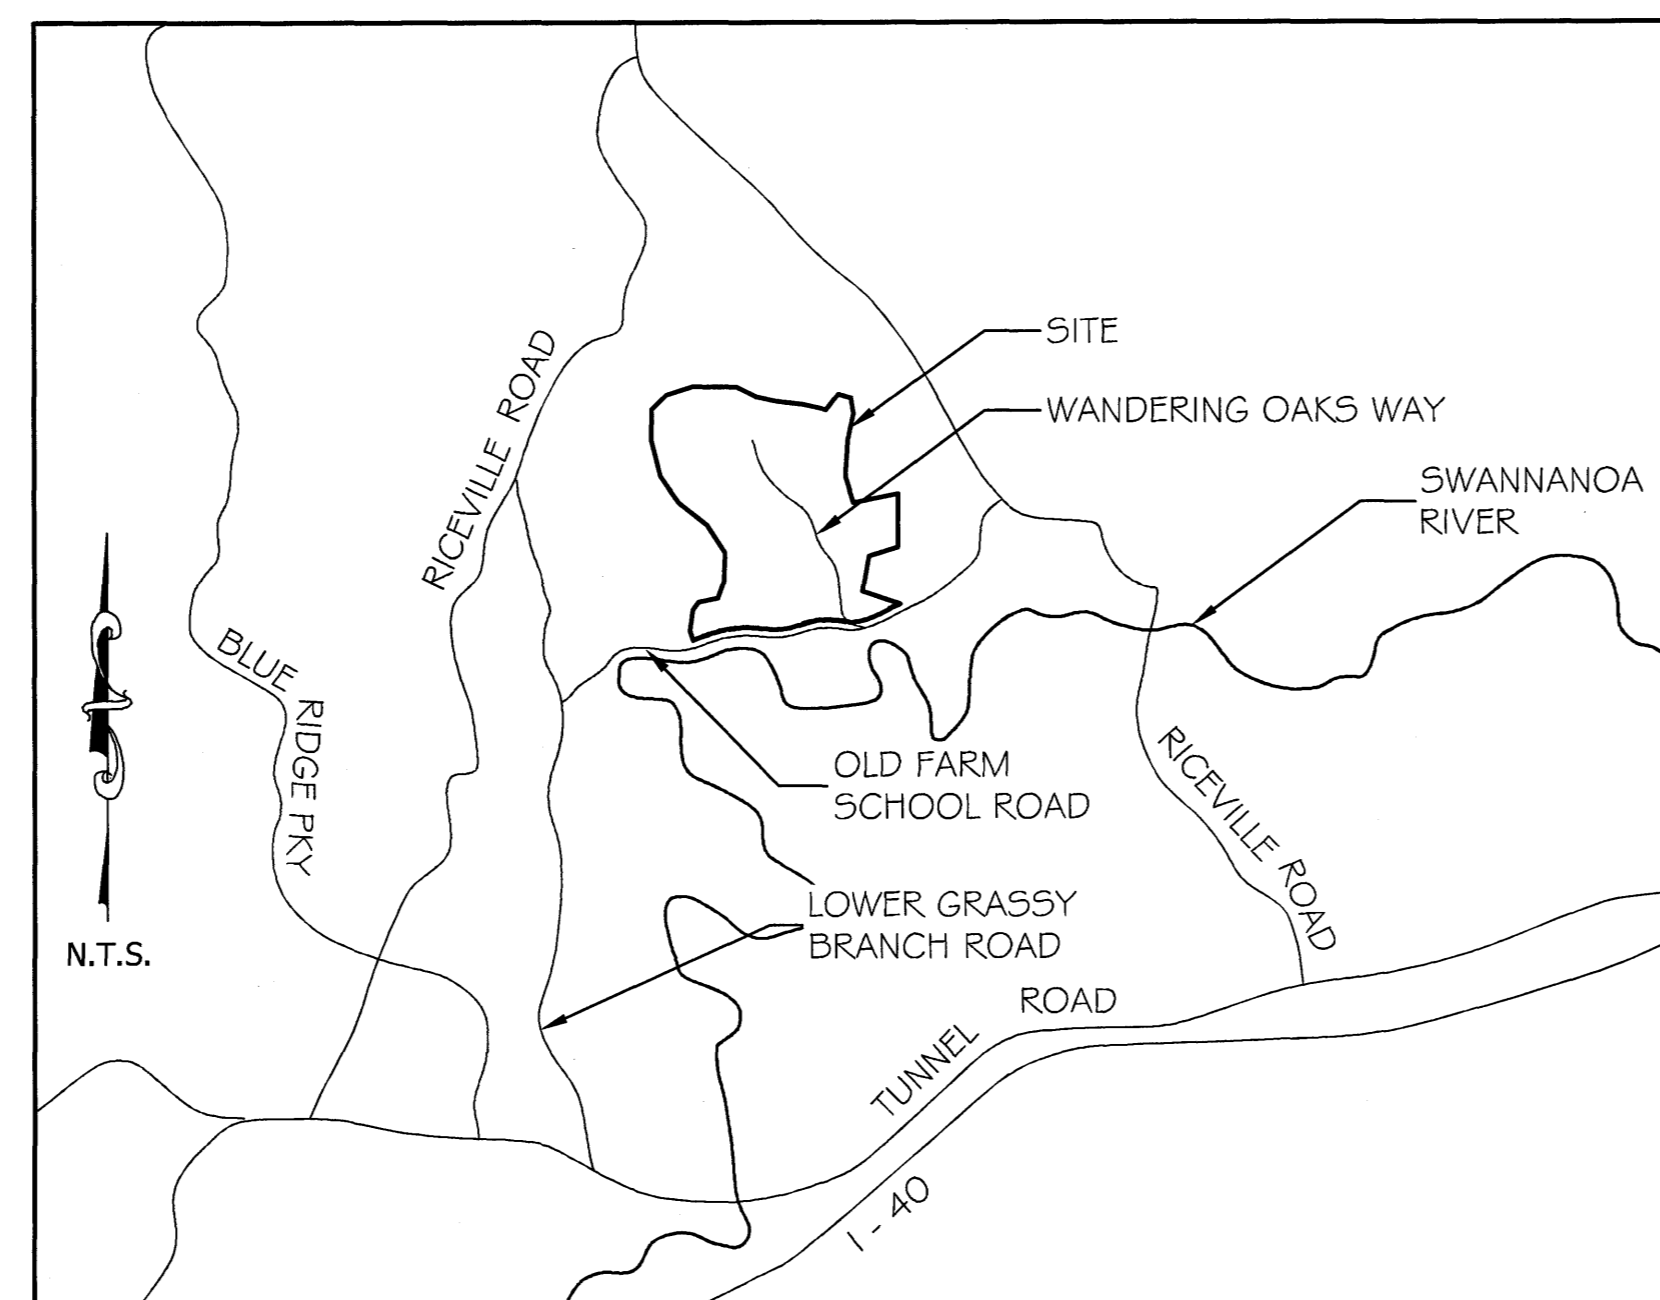 SITE
RICEVILLE ROAD
WANDERING OAKS WAY
SWANNANOA
RIVER
BLUE RIDGE PKY
OLD FARM
SCHOOL ROAD
RICEVILLE ROAD
LOWER GRASSY
BRANCH ROAD
N.T.S.
TUNNEL ROAD
I - 40